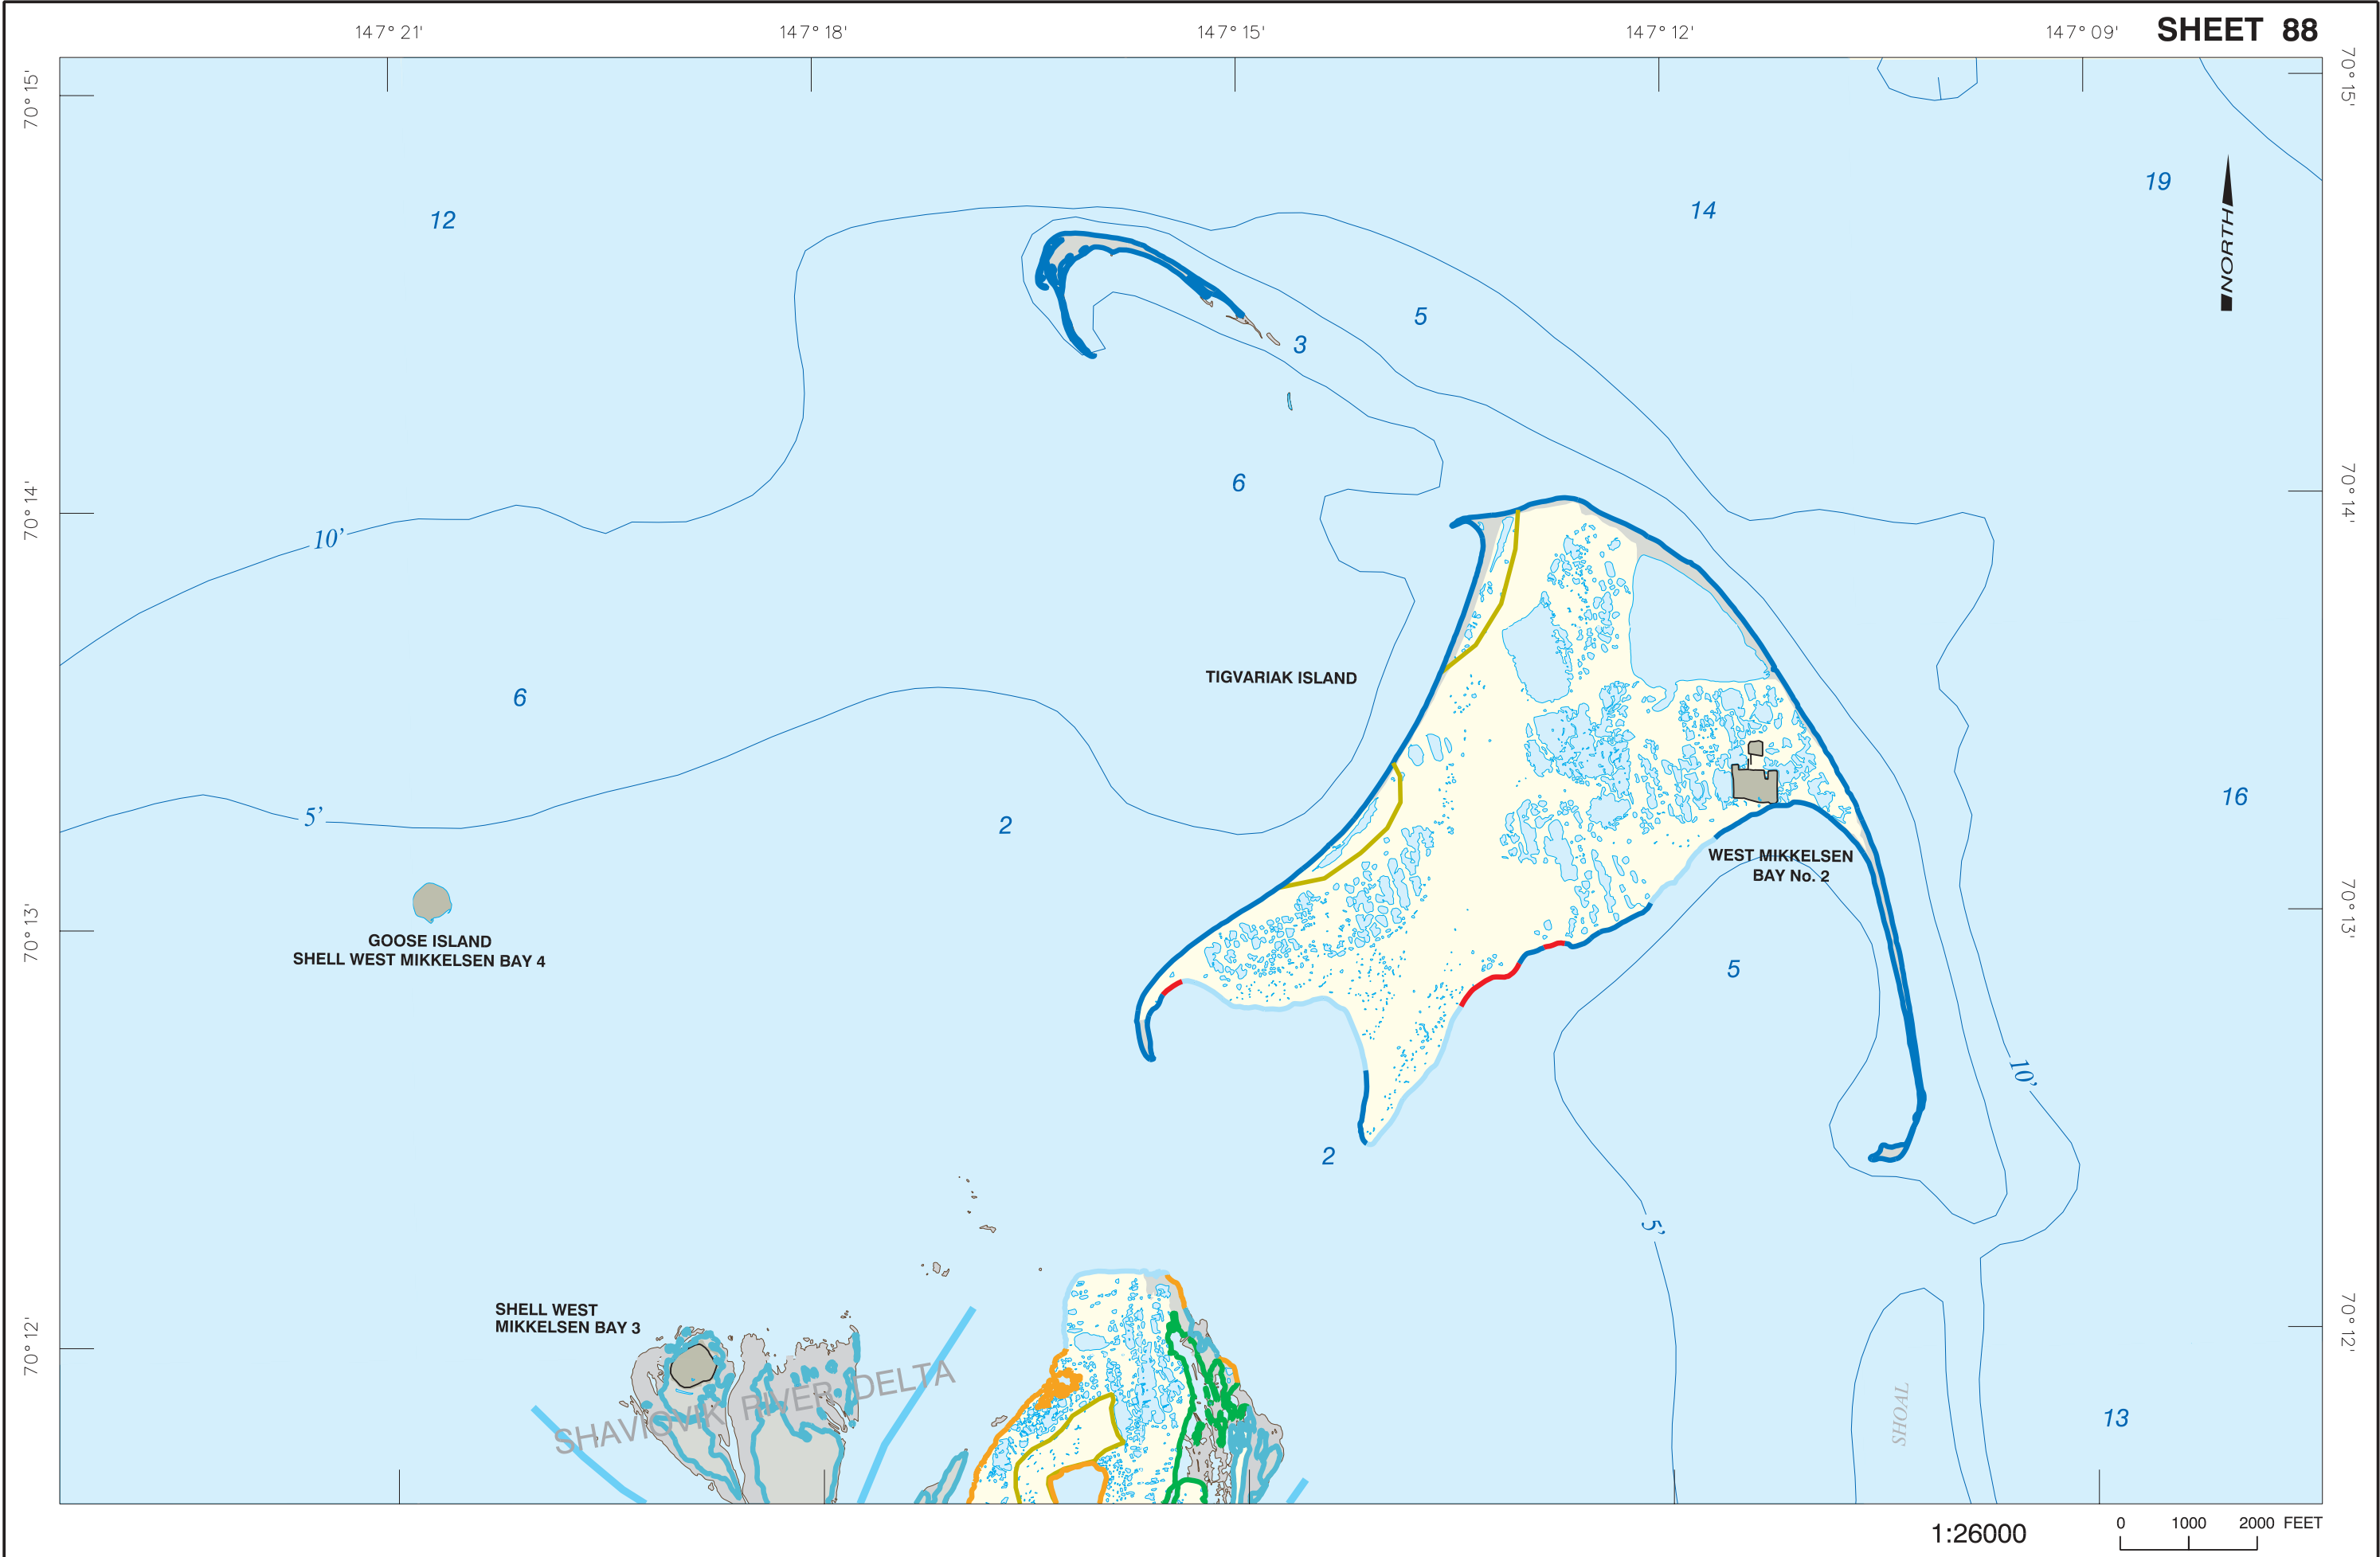 147° 21'
147° 18'
147° 15'
147° 12'
147° 09'
SHEET 88
70° 15'
70° 15'
19
14
12
NORTH
5
3
6
70° 14'
70° 14'
10'
TIGVARIAK ISLAND
6
16
5'
2
WEST MIKKELSEN
BAY No. 2
70° 13'
70° 13'
GOOSE ISLAND
SHELL WEST MIKKELSEN BAY 4
5
10'
2
5'
SHELL WEST
MIKKELSEN BAY 3
70° 12'
70° 12'
SHAVIOVIK RIVER DELTA
SHOAL
13
1:26000
0 1000 2000 FEET